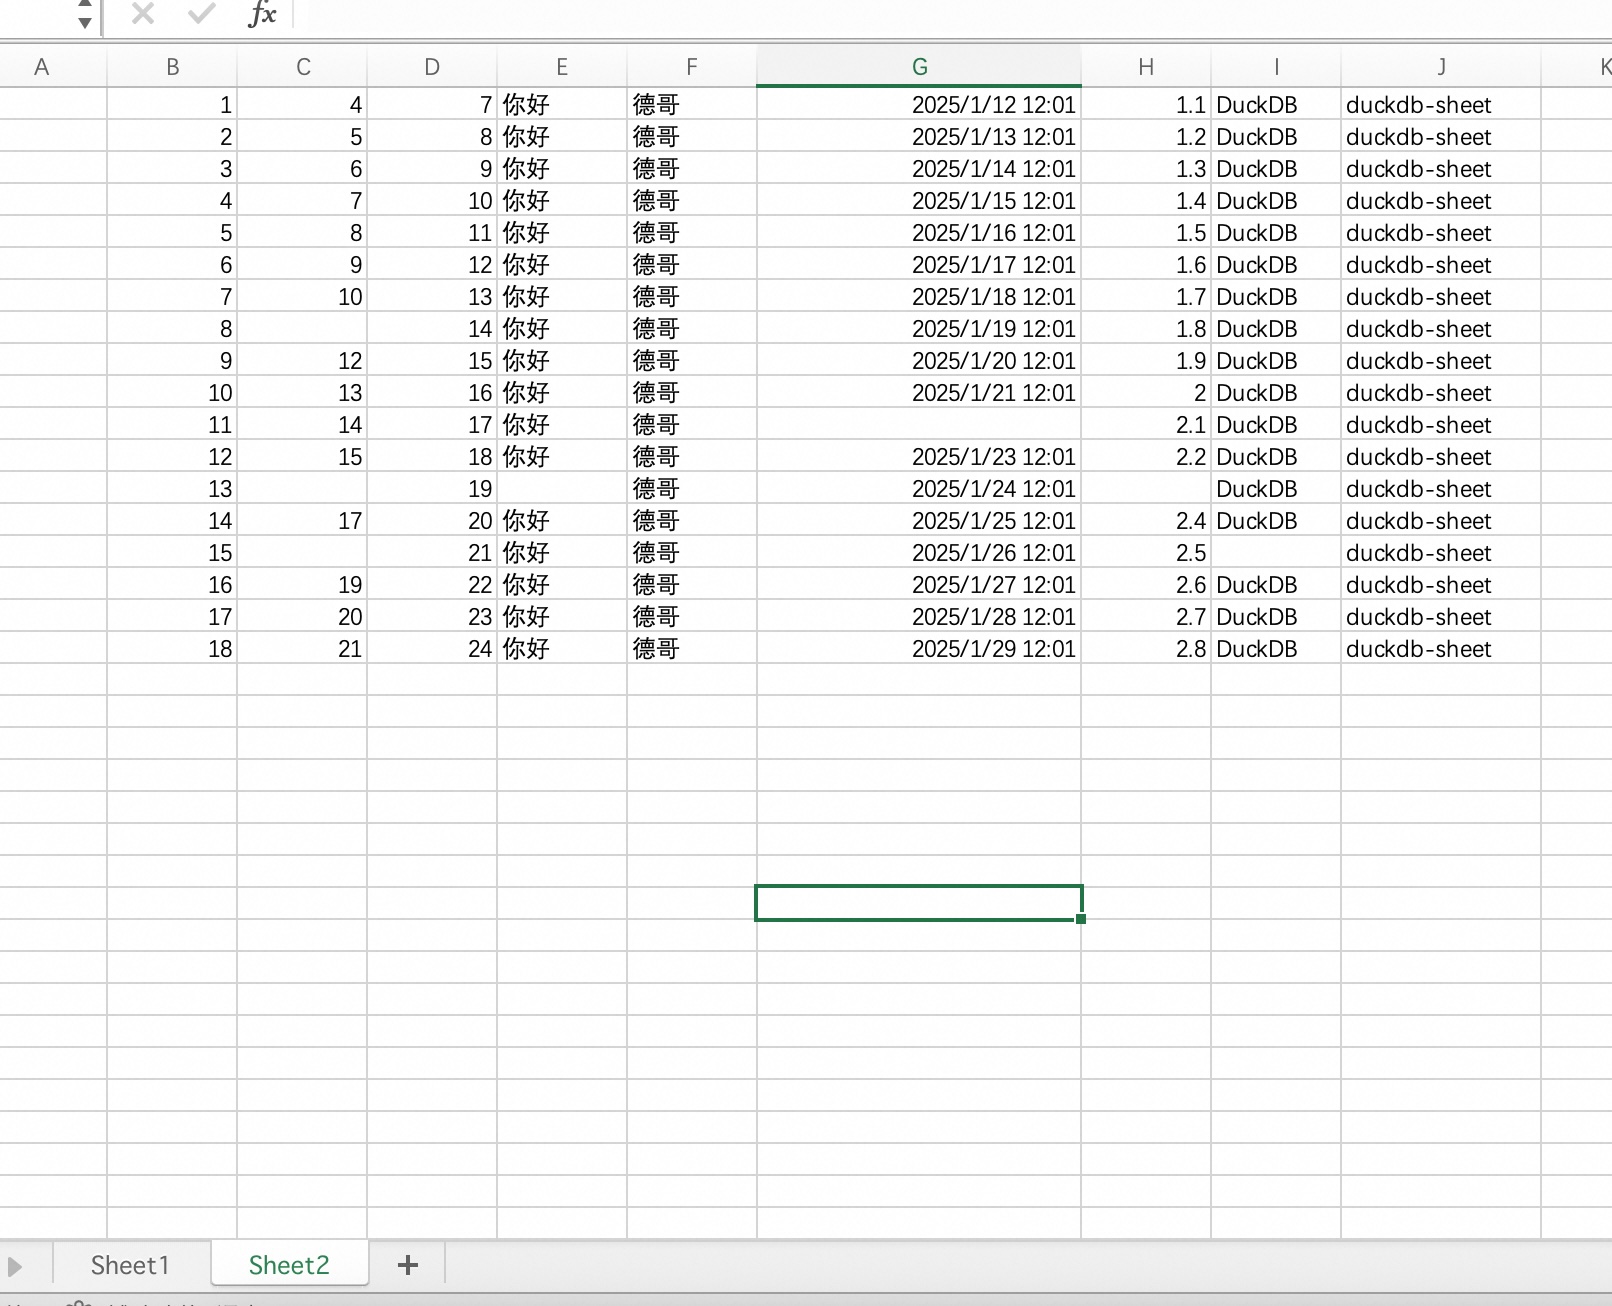 fx
A B C D E F G H I J K
1 4 7 你好 德哥 2025/1/12 12:01 1.1 DuckDB duckdb-sheet
2 5 8 你好 德哥 2025/1/13 12:01 1.2 DuckDB duckdb-sheet
3 6 9 你好 德哥 2025/1/14 12:01 1.3 DuckDB duckdb-sheet
4 7 10 你好 德哥 2025/1/15 12:01 1.4 DuckDB duckdb-sheet
5 8 11 你好 德哥 2025/1/16 12:01 1.5 DuckDB duckdb-sheet
6 9 12 你好 德哥 2025/1/17 12:01 1.6 DuckDB duckdb-sheet
7 10 13 你好 德哥 2025/1/18 12:01 1.7 DuckDB duckdb-sheet
8 14 你好 德哥 2025/1/19 12:01 1.8 DuckDB duckdb-sheet
9 12 15 你好 德哥 2025/1/20 12:01 1.9 DuckDB duckdb-sheet
10 13 16 你好 德哥 2025/1/21 12:01 2 DuckDB duckdb-sheet
11 14 17 你好 德哥 2.1 DuckDB duckdb-sheet
12 15 18 你好 德哥 2025/1/23 12:01 2.2 DuckDB duckdb-sheet
13 19 德哥 2025/1/24 12:01 DuckDB duckdb-sheet
14 17 20 你好 德哥 2025/1/25 12:01 2.4 DuckDB duckdb-sheet
15 21 你好 德哥 2025/1/26 12:01 2.5 duckdb-sheet
16 19 22 你好 德哥 2025/1/27 12:01 2.6 DuckDB duckdb-sheet
17 20 23 你好 德哥 2025/1/28 12:01 2.7 DuckDB duckdb-sheet
18 21 24 你好 德哥 2025/1/29 12:01 2.8 DuckDB duckdb-sheet
Sheet1 Sheet2 +